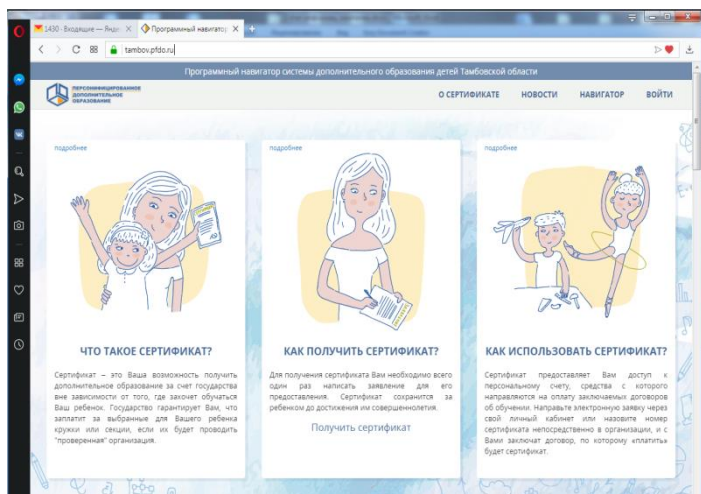 1430 · Входящие — Янде
Программный навигатор
tambov.pfdo.ru
Программный навигатор системы дополнительного образования детей Тамбовской области
ПЕРСОНИФИЦИРОВАННОЕ
ДОПОЛНИТЕЛЬНОЕ
ОБРАЗОВАНИЕ
О СЕРТИФИКАТЕ НОВОСТИ НАВИГАТОР ВОЙТИ
подробнее
ЧТО ТАКОЕ СЕРТИФИКАТ?
Сертификат – это Ваша возможность получить
дополнительное образование за счет государства
вне зависимости от того, где захочет обучаться
Ваш ребенок. Государство гарантирует Вам, что
заплатит за выбранные для Вашего ребенка
кружки или секции, если их будет проводить
"проверенная" организация.
подробнее
КАК ПОЛУЧИТЬ СЕРТИФИКАТ?
Для получения сертификата Вам необходимо всего
один раз написать заявление для его
предоставления. Сертификат сохранится за
ребенком до достижения им совершеннолетия.
Получить сертификат
подробнее
КАК ИСПОЛЬЗОВАТЬ СЕРТИФИКАТ?
Сертификат предоставляет Вам доступ к
персональному счету, средства с которого
направляются на оплату заключаемых договоров
об обучении. Направьте электронную заявку через
свой личный кабинет или назовите номер
сертификата непосредственно в организации, и с
Вами заключат договор, по которому «платить»
будет сертификат.